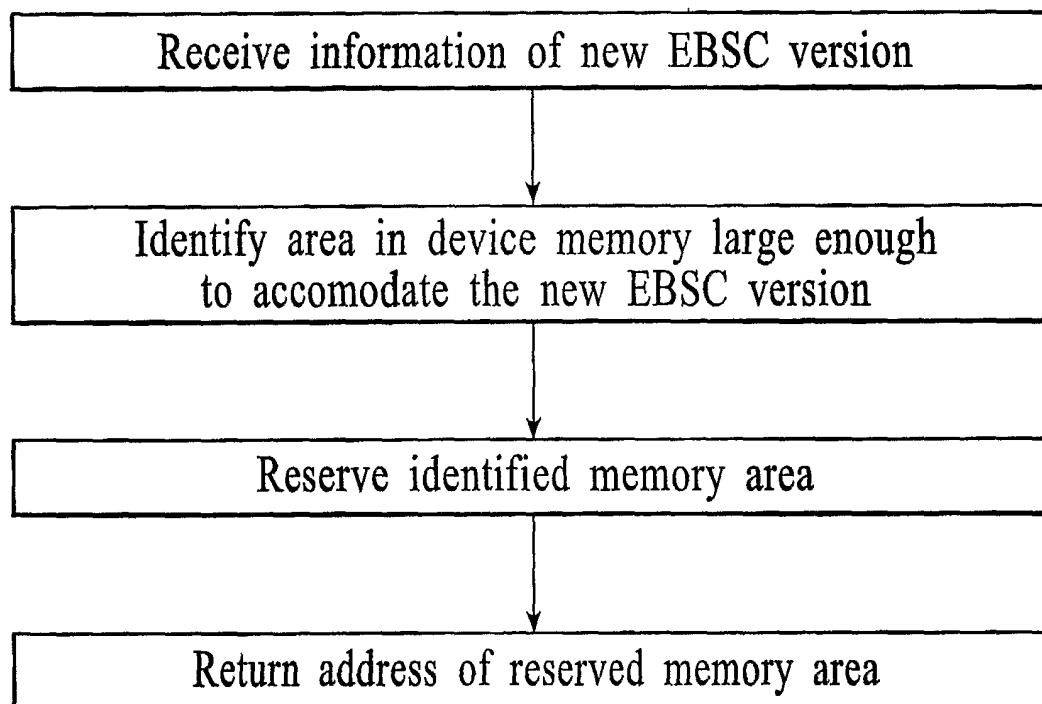 Receive information of new EBSC version
Identify area in device memory large enough
to accomodate the new EBSC version
Reserve identified memory area
Return address of reserved memory area